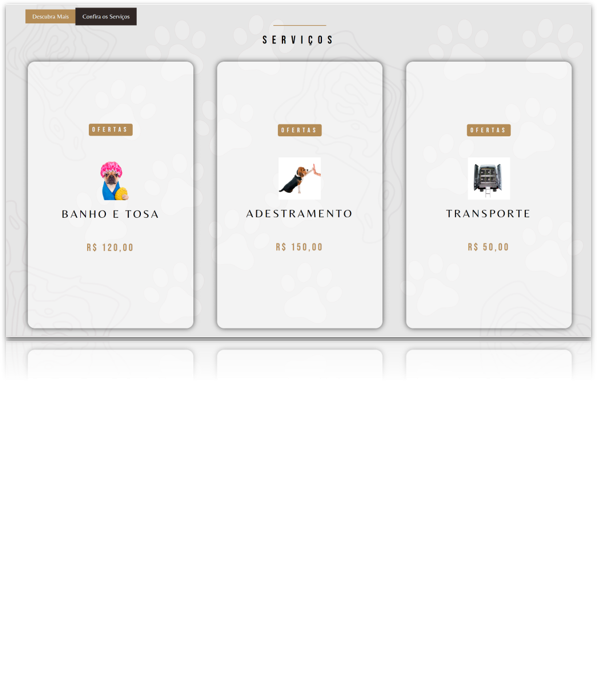 Descubra Mais
Confira os Serviços
SERVIÇOS
OFERTAS
BANHO E TOSA
R$ 120,00
OFERTAS
ADESTRAMENTO
R$ 150,00
OFERTAS
TRANSPORTE
R$ 50,00